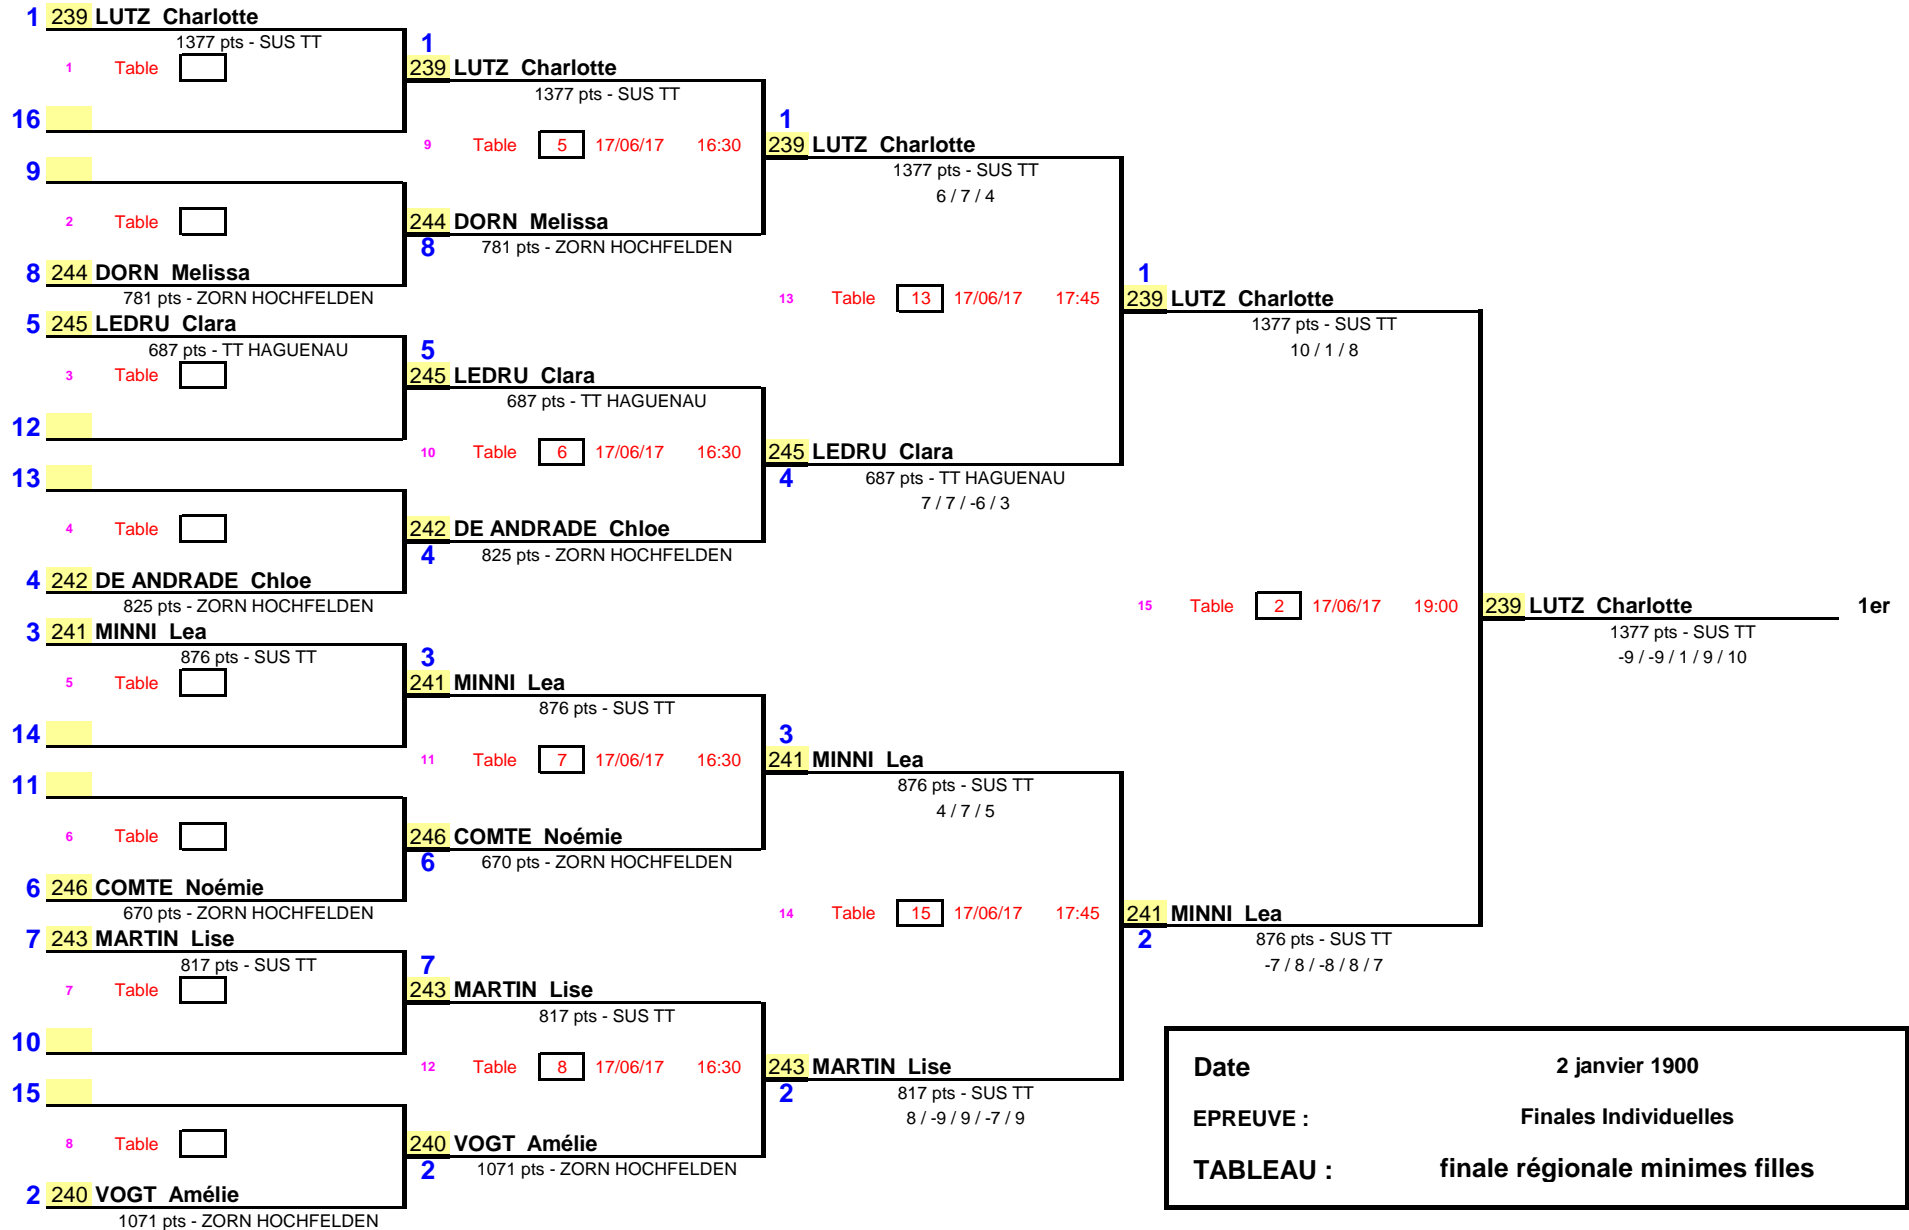 1 239 LUTZ Charlotte
1377 pts - SUS TT
1 Table
16
9
2 Table
8 244 DORN Melissa
781 pts - ZORN HOCHFELDEN
5 245 LEDRU Clara
687 pts - TT HAGUENAU
3 Table
12
13
4 Table
4 242 DE ANDRADE Chloe
825 pts - ZORN HOCHFELDEN
3 241 MINNI Lea
876 pts - SUS TT
5 Table
14
11
6 Table
6 246 COMTE Noémie
670 pts - ZORN HOCHFELDEN
7 243 MARTIN Lise
817 pts - SUS TT
7 Table
10
15
8 Table
2 240 VOGT Amélie
1071 pts - ZORN HOCHFELDEN
1
239 LUTZ Charlotte
1377 pts - SUS TT
9 Table 5 17/06/17 16:30
244 DORN Melissa
8
781 pts - ZORN HOCHFELDEN
5
245 LEDRU Clara
687 pts - TT HAGUENAU
10 Table 6 17/06/17 16:30
242 DE ANDRADE Chloe
4
825 pts - ZORN HOCHFELDEN
3
241 MINNI Lea
876 pts - SUS TT
11 Table 7 17/06/17 16:30
246 COMTE Noémie
6
670 pts - ZORN HOCHFELDEN
7
243 MARTIN Lise
817 pts - SUS TT
12 Table 8 17/06/17 16:30
240 VOGT Amélie
2
1071 pts - ZORN HOCHFELDEN
1
239 LUTZ Charlotte
1377 pts - SUS TT
6 / 7 / 4
13 Table 13 17/06/17 17:45
245 LEDRU Clara
4
687 pts - TT HAGUENAU
7 / 7 / -6 / 3
3
241 MINNI Lea
876 pts - SUS TT
4 / 7 / 5
14 Table 15 17/06/17 17:45
243 MARTIN Lise
2
817 pts - SUS TT
8 / -9 / 9 / -7 / 9
1
239 LUTZ Charlotte
1377 pts - SUS TT
10 / 1 / 8
15 Table 2 17/06/17 19:00
241 MINNI Lea
2
876 pts - SUS TT
-7 / 8 / -8 / 8 / 7
239 LUTZ Charlotte 1er
1377 pts - SUS TT
-9 / -9 / 1 / 9 / 10
Date 2 janvier 1900
EPREUVE : Finales Individuelles
TABLEAU : finale régionale minimes filles